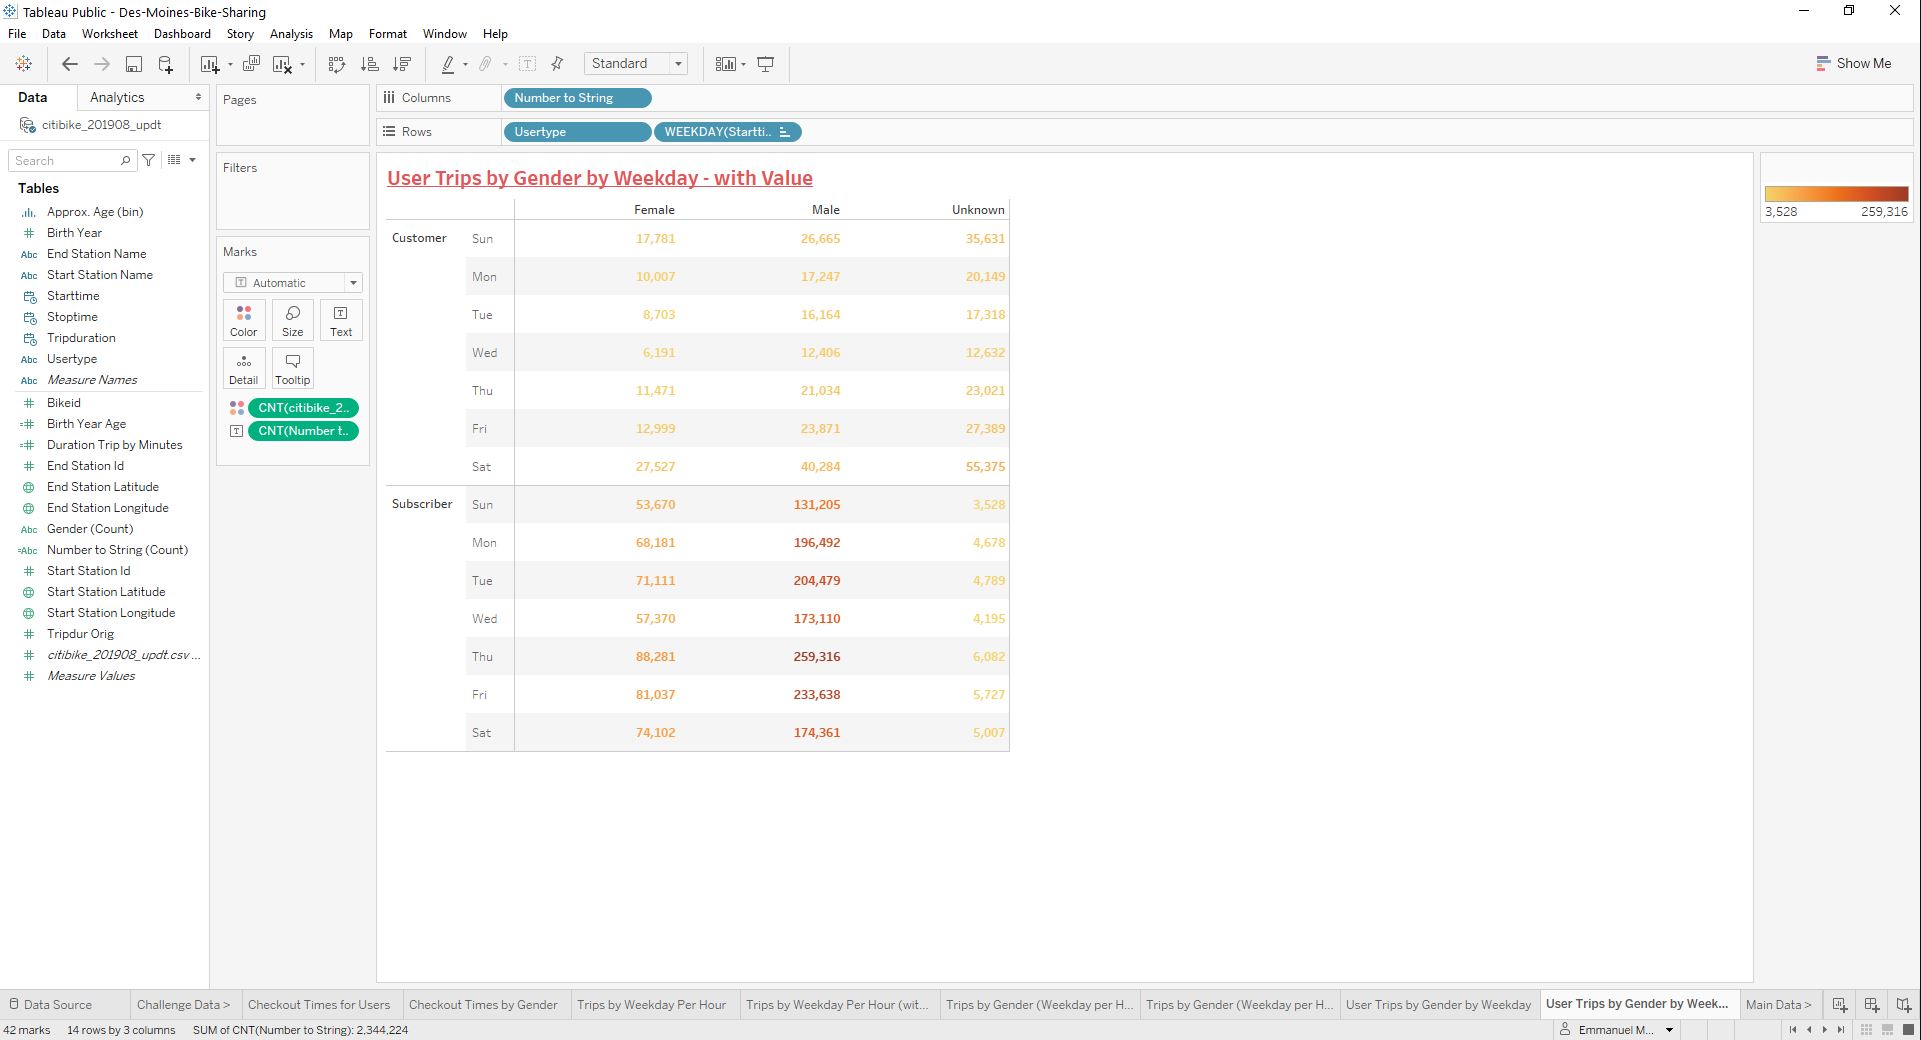 Tableau Public - Des-Moines-Bike-Sharing
File Data Worksheet Dashboard Story Analysis Map Format Window Help
Standard
Show Me
Data Analytics
citibike_201908_updt
Search
Tables
Approx. Age (bin)
Birth Year
Abc End Station Name
Abc Start Station Name
Starttime
Stoptime
Tripduration
Abc Usertype
Abc Measure Names
Bikeid
Birth Year Age
Duration Trip by Minutes
End Station Id
End Station Latitude
End Station Longitude
Abc Gender (Count)
=Abc Number to String (Count)
Start Station Id
Start Station Latitude
Start Station Longitude
Tripdur Orig
citibike_201908_updt.csv ...
Measure Values
Pages
Filters
Marks
Automatic
Color Size Text
Detail Tooltip
CNT(citibike_2..
CNT(Number t..
Columns Number to String
Rows Usertype WEEKDAY(Startti..
User Trips by Gender by Weekday - with Value
Female Male Unknown
Customer Sun 17,781 26,665 35,631
Mon 10,007 17,247 20,149
Tue 8,703 16,164 17,318
Wed 6,191 12,406 12,632
Thu 11,471 21,034 23,021
Fri 12,999 23,871 27,389
Sat 27,527 40,284 55,375
Subscriber Sun 53,670 131,205 3,528
Mon 68,181 196,492 4,678
Tue 71,111 204,479 4,789
Wed 57,370 173,110 4,195
Thu 88,281 259,316 6,082
Fri 81,037 233,638 5,727
Sat 74,102 174,361 5,007
3,528 259,316
Data Source Challenge Data > Checkout Times for Users Checkout Times by Gender Trips by Weekday Per Hour Trips by Weekday Per Hour (wit... Trips by Gender (Weekday per H... Trips by Gender (Weekday per H... User Trips by Gender by Weekday User Trips by Gender by Week... Main Data >
42 marks 14 rows by 3 columns SUM of CNT(Number to String): 2,344,224 Emmanuel M...